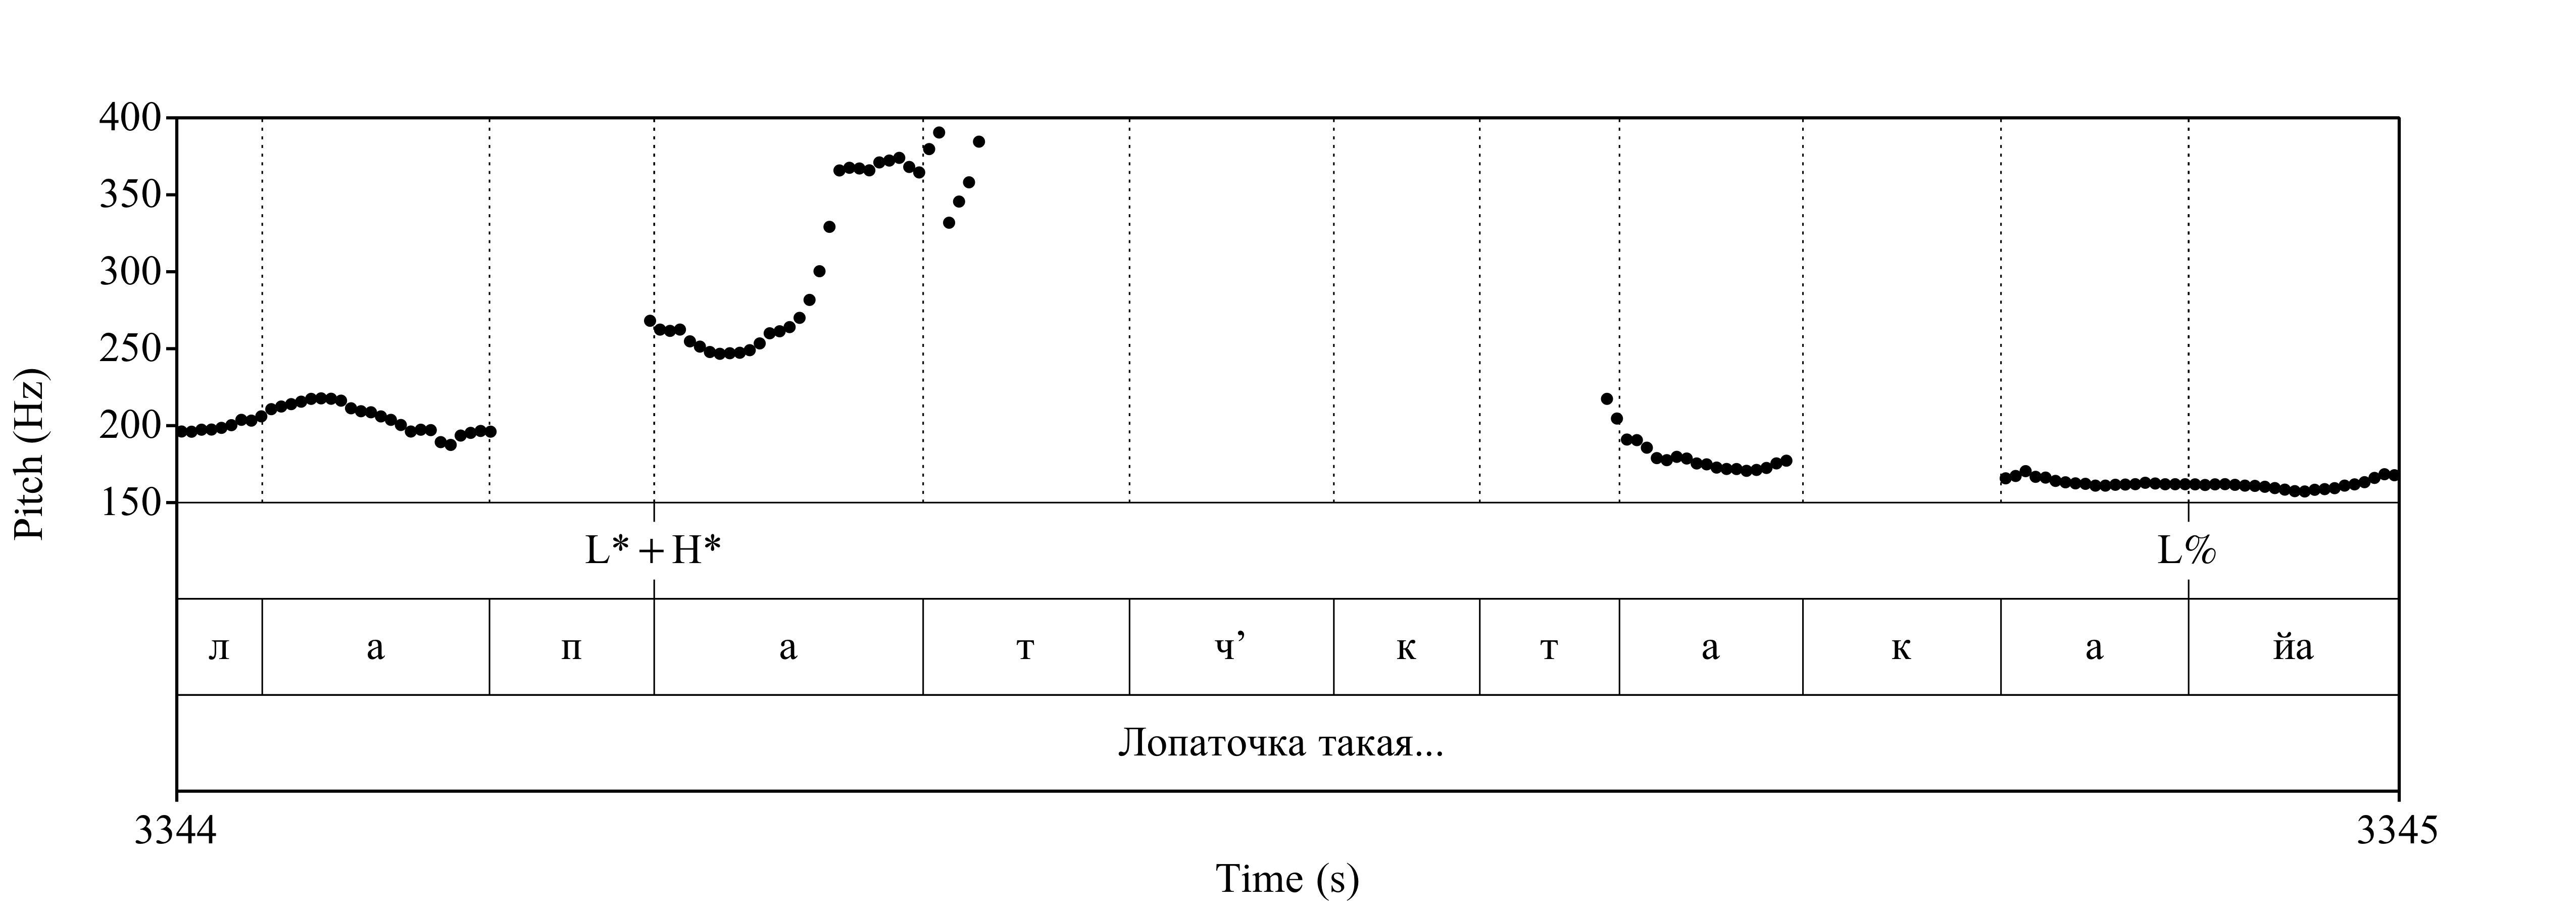 400
350
300
250
200
150
Pitch (Hz)
L* + H* L%
л а п а т ч’ к т а к а йа
Лопаточка такая...
3344 3345
Time (s)